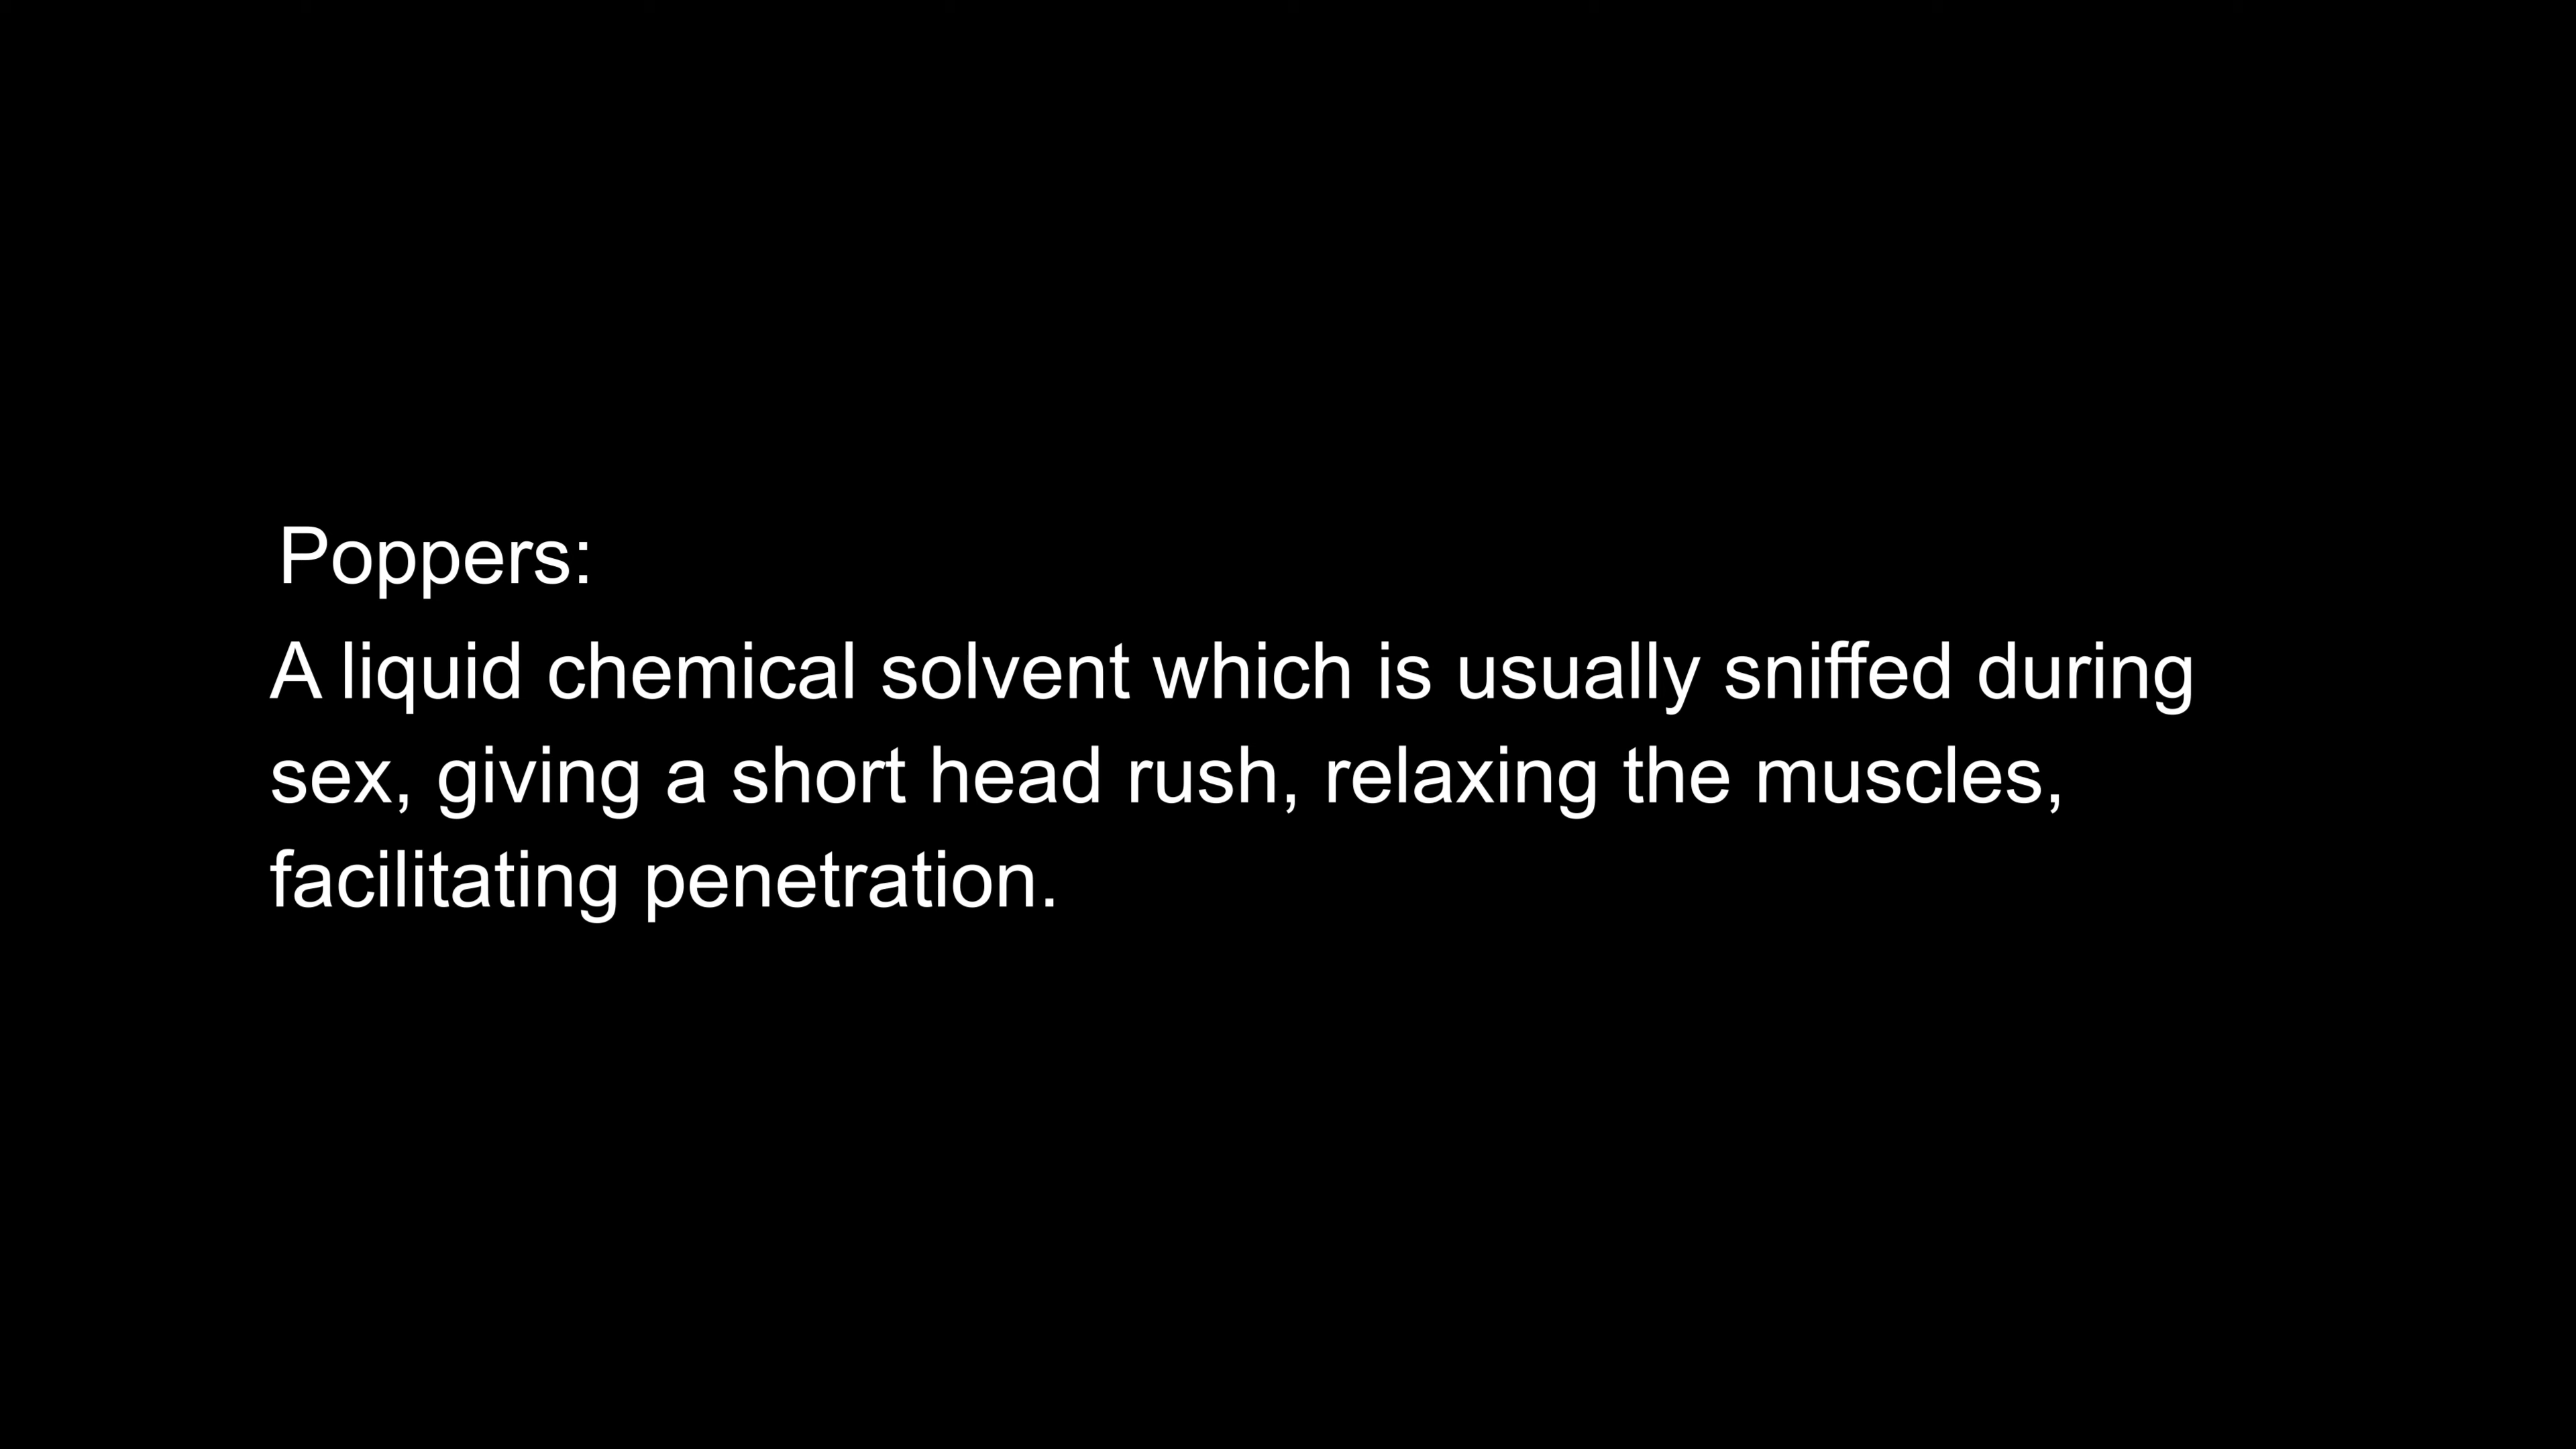 Poppers:
A liquid chemical solvent which is usually sniffed during
sex, giving a short head rush, relaxing the muscles,
facilitating penetration.